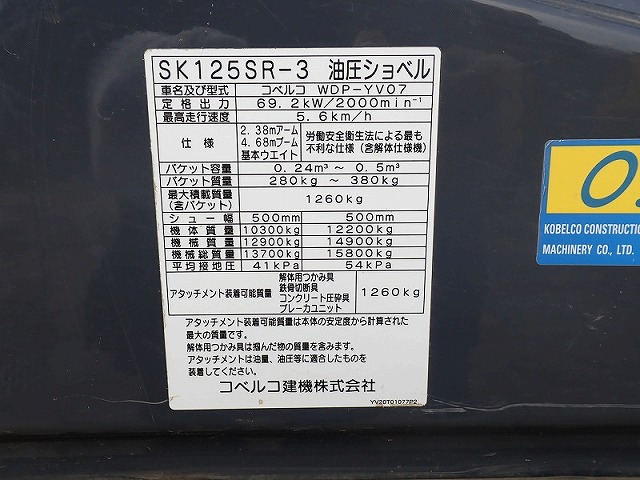 SK125SR-3 油圧ショベル
車名及び型式 コベルコ WDP-YV07
定格出力 69.2kW/2000min⁻¹
最高走行速度 5.6km/h
仕様 2.38mアーム 4.68mブーム 基本ウエイト 労働安全衛生法による最も不利な仕様(含解体仕様機)
バケット容量 0.24m³ ~ 0.5m³
バケット質量 280kg ~ 380kg
最大積載質量(含バケット) 1260kg
シュー幅 500mm 500mm
機体質量 10300kg 12200kg
機械質量 12900kg 14900kg
機械総質量 13700kg 15800kg
平均接地圧 41kPa 54kPa
アタッチメント装着可能質量 解体用つかみ具 鉄骨切断具 コンクリート圧砕具 ブレーカユニット 1260kg
アタッチメント装着可能質量は本体の安定度から計算された
最大の質量です。
解体用つかみ具は掴んだ物の質量を含みます。
アタッチメントは油量、油圧等に適合したものを
装着してください。
コベルコ建機株式会社
YV20T01077P2
KOBELCO CONSTRUCTION
MACHINERY CO., LTD.